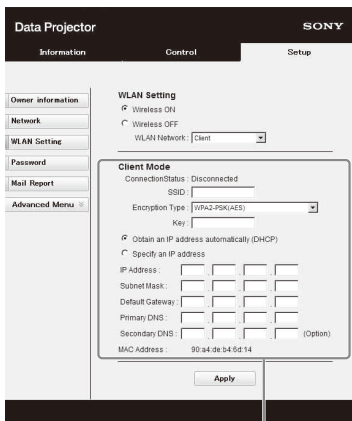 Data Projector
SONY
Information
Control
Setup
Owner information
Network
WLAN Setting
Password
Mail Report
Advanced Menu
WLAN Setting
Wireless ON
Wireless OFF
WLAN Network : Client
Client Mode
ConnectionStatus : Disconnected
SSID :
Encryption Type : WPA2-PSK(AES)
Key :
Obtain an IP address automatically (DHCP)
Specify an IP address
IP Address :
Subnet Mask :
Default Gateway :
Primary DNS :
Secondary DNS : (Option)
MAC Address : 90:a4:de:b4:6d:14
Apply